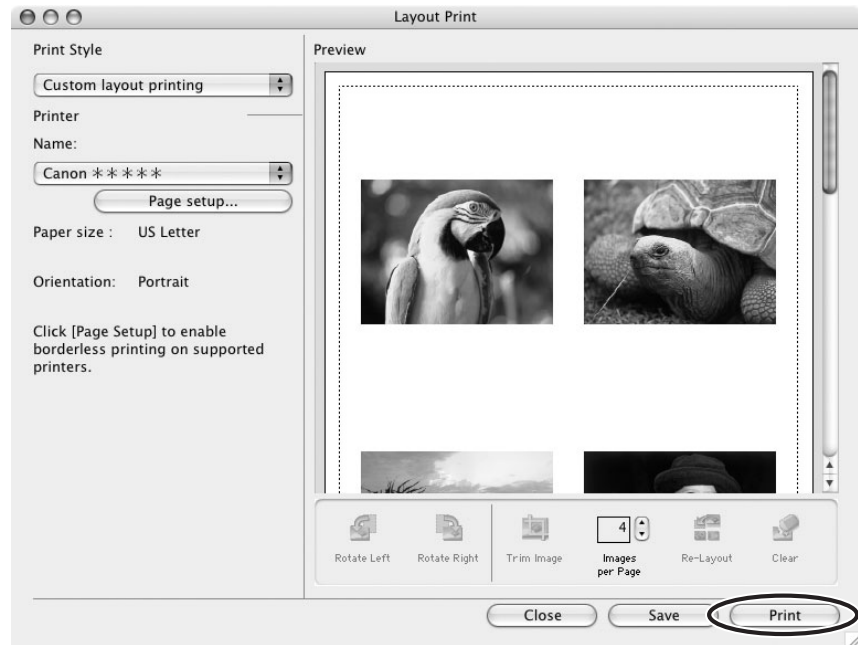 Layout Print
Print Style
Custom layout printing
Printer
Name:
Canon ＊＊＊＊＊
Page setup...
Paper size : US Letter
Orientation: Portrait
Click [Page Setup] to enable
borderless printing on supported
printers.
Preview
Rotate Left
Rotate Right
Trim Image
4
Images
per Page
Re-Layout
Clear
Close
Save
Print